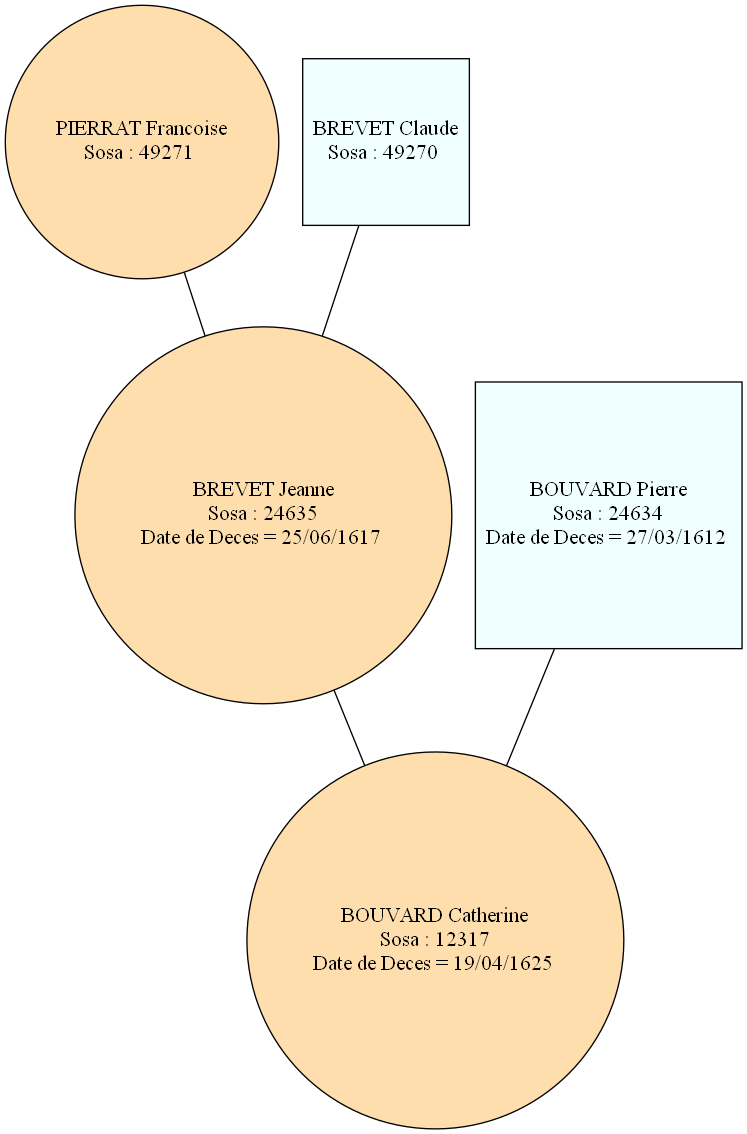 PIERRAT Francoise
Sosa : 49271
BREVET Claude
Sosa : 49270
BREVET Jeanne
Sosa : 24635
Date de Deces = 25/06/1617
BOUVARD Pierre
Sosa : 24634
Date de Deces = 27/03/1612
BOUVARD Catherine
Sosa : 12317
Date de Deces = 19/04/1625